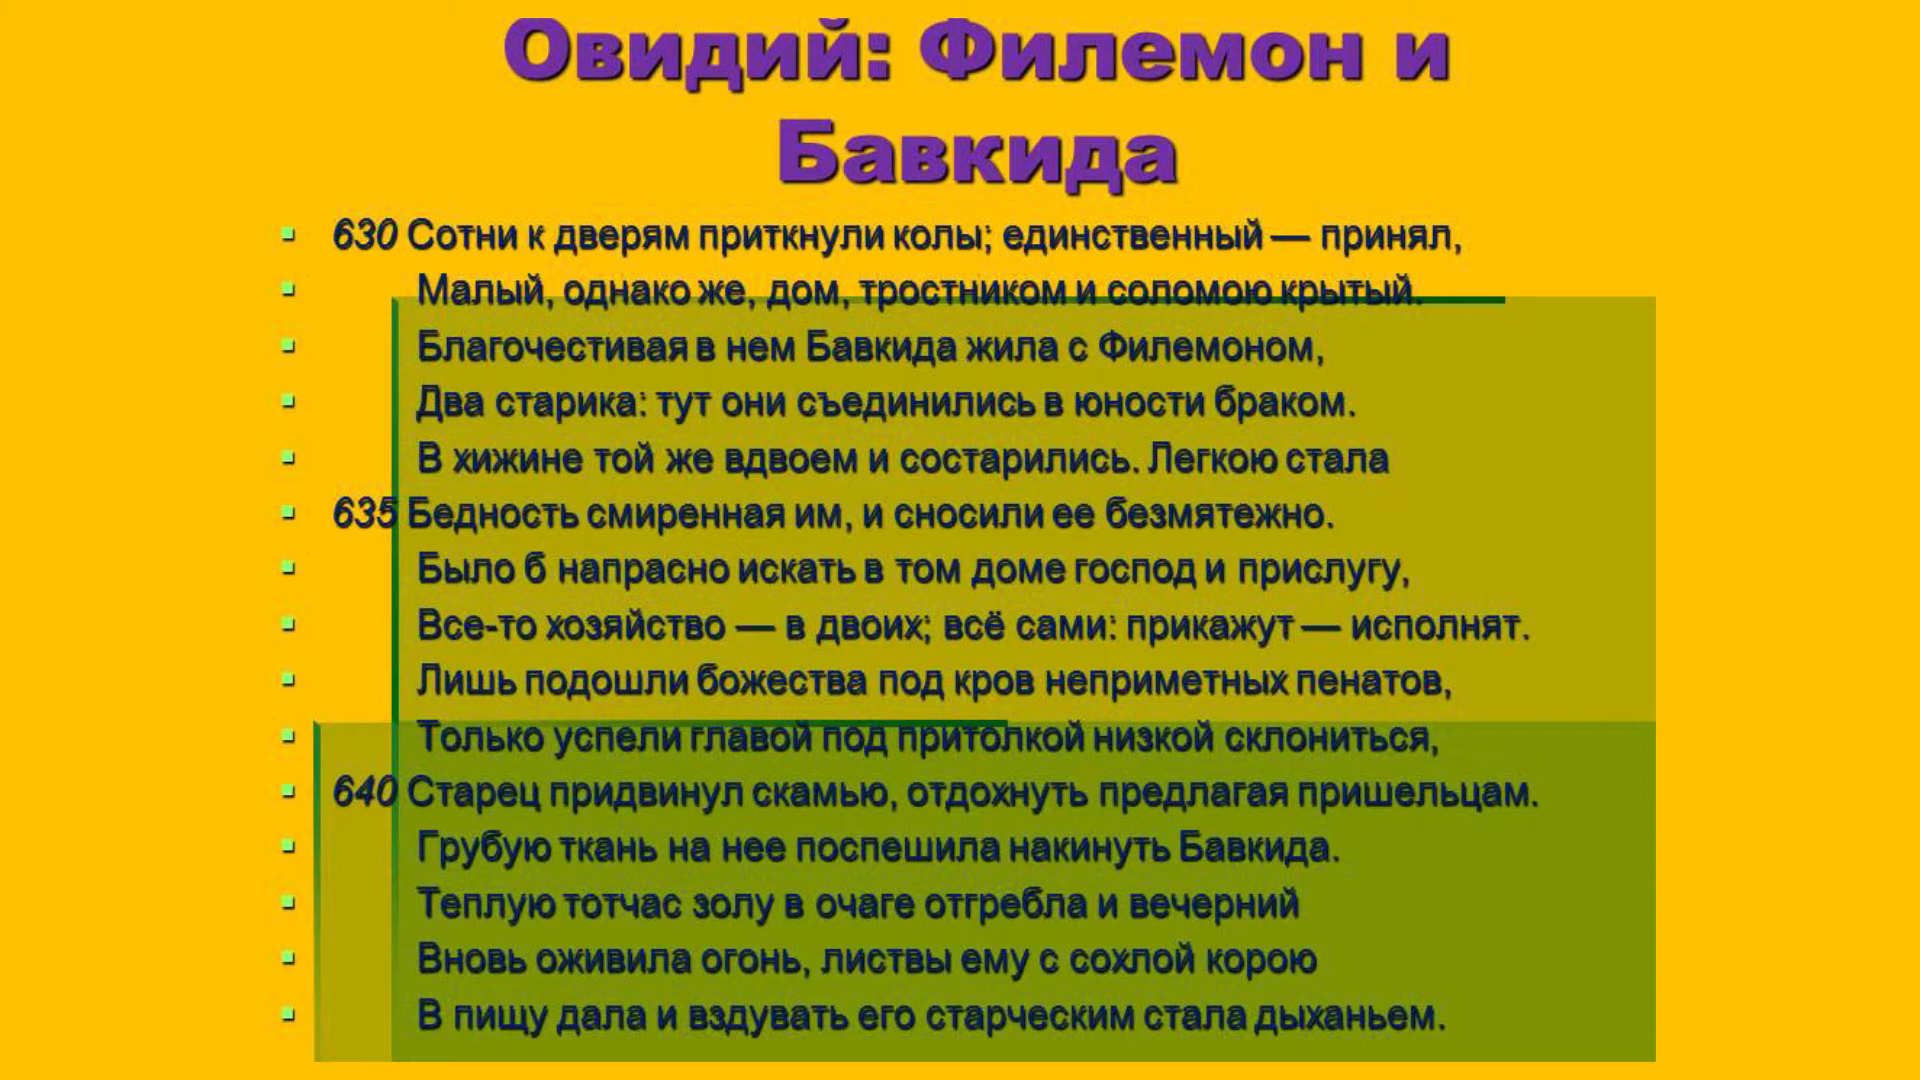 Овидий: Филемон и
Бавкида
630 Сотни к дверям приткнули колы; единственный — принял,
Малый, однако же, дом, тростником и соломою крытый.
Благочестивая в нем Бавкида жила с Филемоном,
Два старика: тут они съединились в юности браком.
В хижине той же вдвоем и состарились. Легкою стала
635 Бедность смиренная им, и сносили ее безмятежно.
Было б напрасно искать в том доме господ и прислугу,
Все-то хозяйство — в двоих; всё сами: прикажут — исполнят.
Лишь подошли божества под кров неприметных пенатов,
Только успели главой под притолкой низкой склониться,
640 Старец придвинул скамью, отдохнуть предлагая пришельцам.
Грубую ткань на нее поспешила накинуть Бавкида.
Теплую тотчас золу в очаге отгребла и вечерний
Вновь оживила огонь, листвы ему с сохлой корою
В пищу дала и вздувать его старческим стала дыханьем.